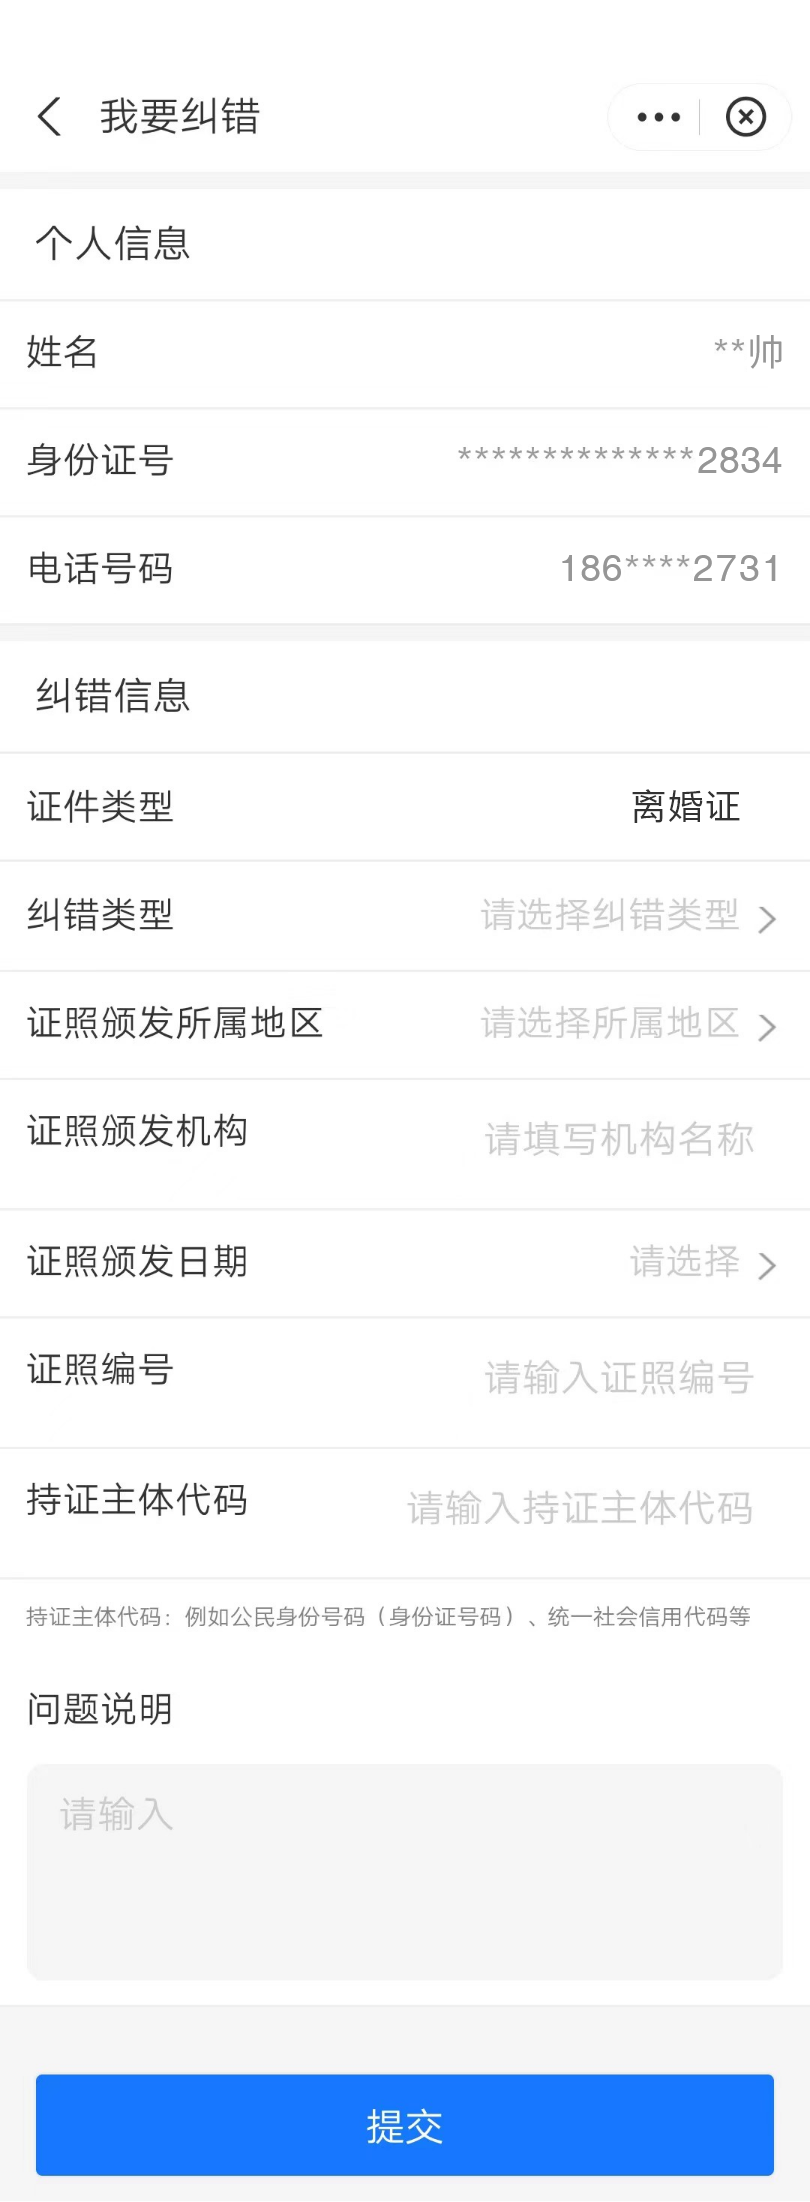 我要纠错
个人信息
姓名 **帅
身份证号 **************2834
电话号码 186****2731
纠错信息
证件类型 离婚证
纠错类型 请选择纠错类型
证照颁发所属地区 请选择所属地区
证照颁发机构 请填写机构名称
证照颁发日期 请选择
证照编号 请输入证照编号
持证主体代码 请输入持证主体代码
持证主体代码：例如公民身份号码（身份证号码）、统一社会信用代码等
问题说明
请输入
提交